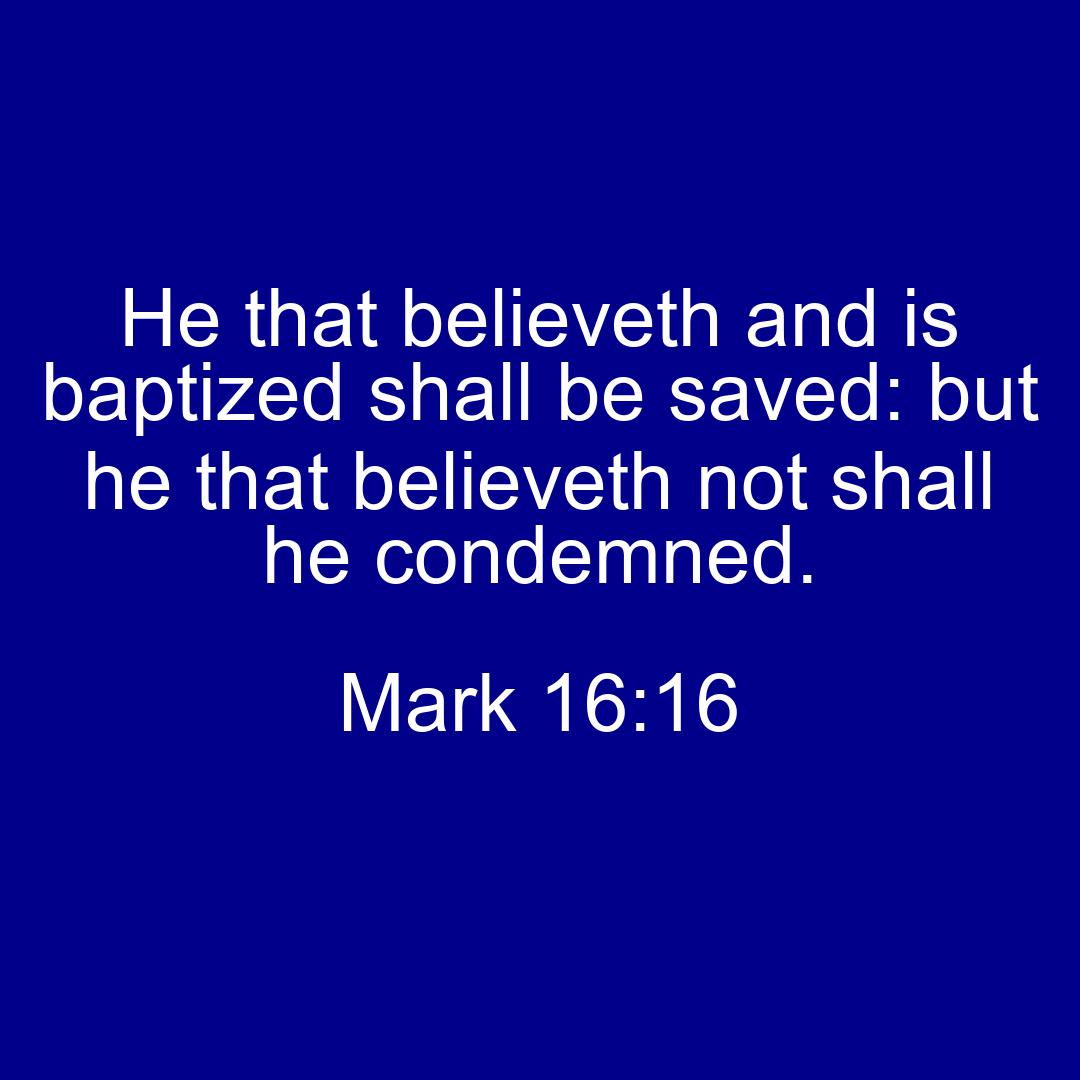 He that believeth and is
baptized shall be saved: but
he that believeth not shall
he condemned.
Mark 16:16